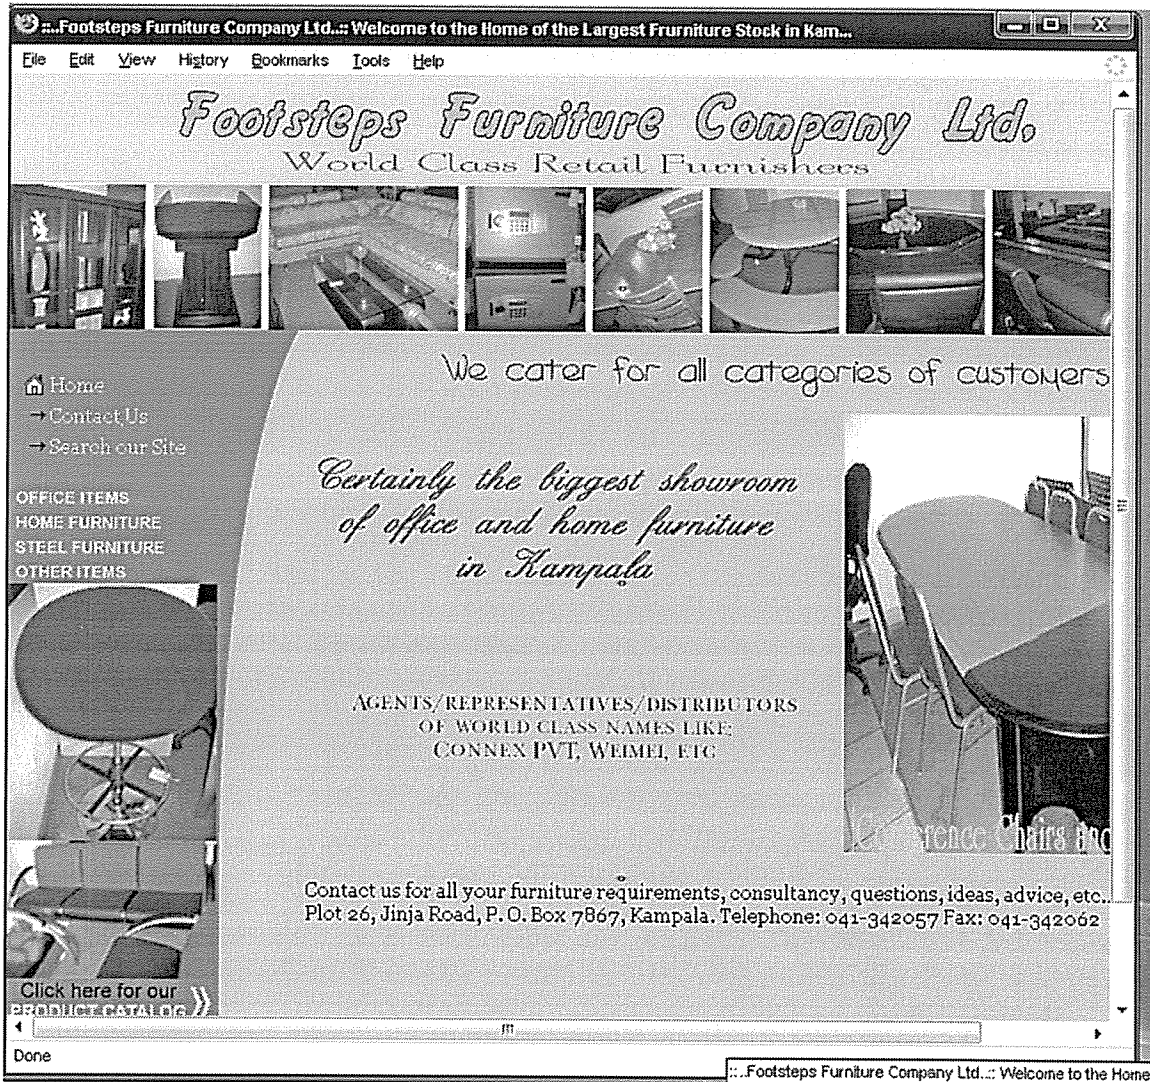 ::..Footsteps Furniture Company Ltd..:: Welcome to the Home of the Largest Frurniture Stock in Kam...
File Edit View History Bookmarks Tools Help
Footsteps Furniture Company Ltd.
World Class Retail Furnishers
We cater for all categories of customers
Home
→Contact Us
→Search our Site
OFFICE ITEMS
HOME FURNITURE
STEEL FURNITURE
OTHER ITEMS
Certainly the biggest showroom
of office and home furniture
in Kampala
AGENTS/REPRESENTATIVES/DISTRIBUTORS
OF WORLD CLASS NAMES LIKE;
CONNEX PVT, WEIMEI, ETC
Conference Chairs and
Contact us for all your furniture requirements, consultancy, questions, ideas, advice, etc..
Plot 26, Jinja Road, P. O. Box 7867, Kampala. Telephone: 041-342057 Fax: 041-342062
Click here for our
PRODUCT CATALOG »
Done
::..Footsteps Furniture Company Ltd..:: Welcome to the Home